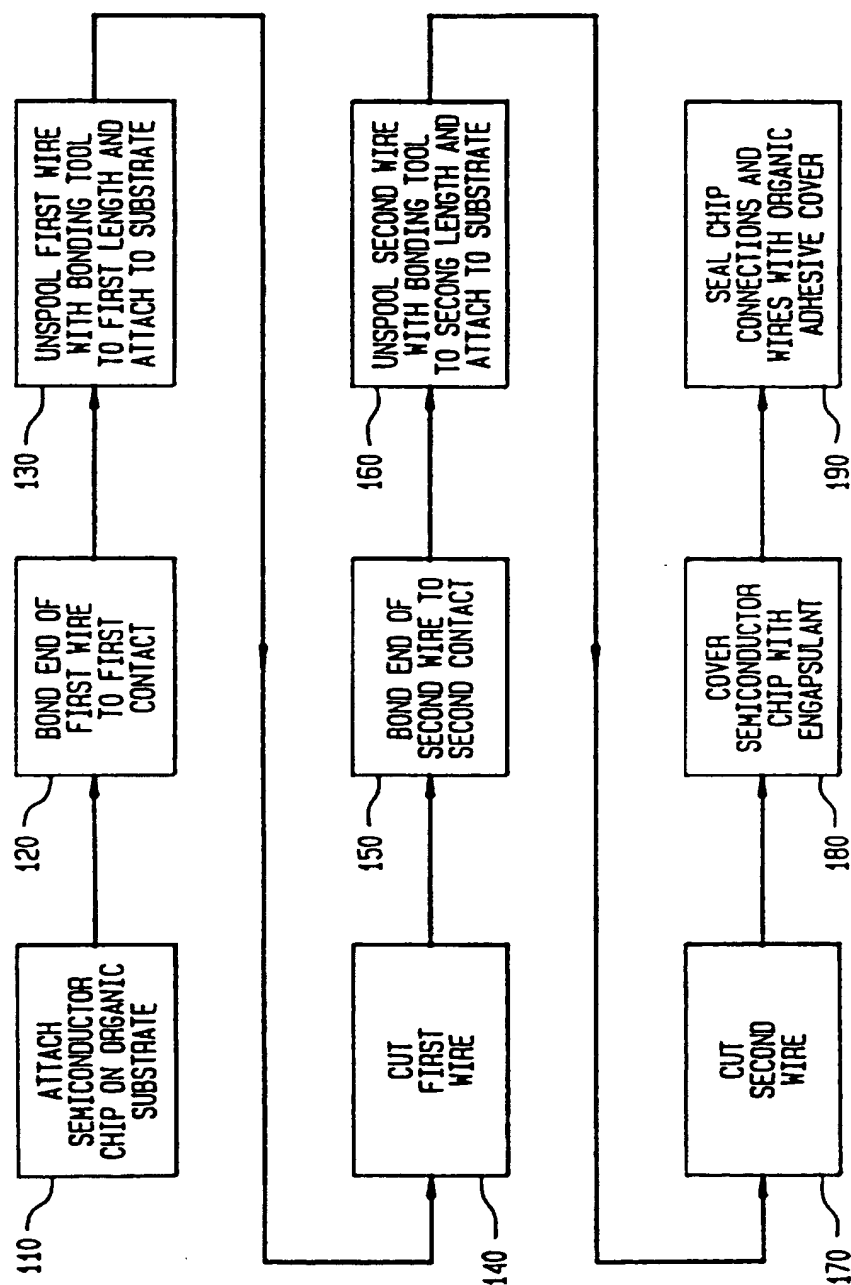 110
ATTACH
SEMICONDUCTOR
CHIP ON ORGANIC
SUBSTRATE
120
BOND END OF
FIRST WIRE
TO FIRST
CONTACT
130
UNSPOOL FIRST WIRE
WITH BONDING TOOL
TO FIRST LENGTH AND
ATTACH TO SUBSTRATE
140
CUT
FIRST
WIRE
150
BOND END OF
SECOND WIRE TO
SECOND CONTACT
160
UNSPOOL SECOND WIRE
WITH BONDING TOOL
TO SECONG LENGTH AND
ATTACH TO SUBSTRATE
170
CUT
SECOND
WIRE
180
COVER
SEMICONDUCTOR
CHIP WITH
ENGAPSULANT
190
SEAL CHIP
CONNECTIONS AND
WIRES WITH ORGANIC
ADHESIVE COVER